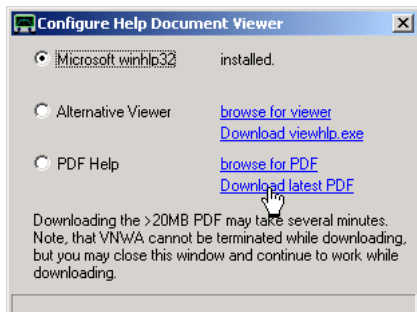 Configure Help Document Viewer
Microsoft winhlp32 installed.
Alternative Viewer browse for viewer
Download viewhlp.exe
PDF Help browse for PDF
Download latest PDF
Downloading the >20MB PDF may take several minutes.
Note, that VNWA cannot be terminated while downloading,
but you may close this window and continue to work while
downloading.